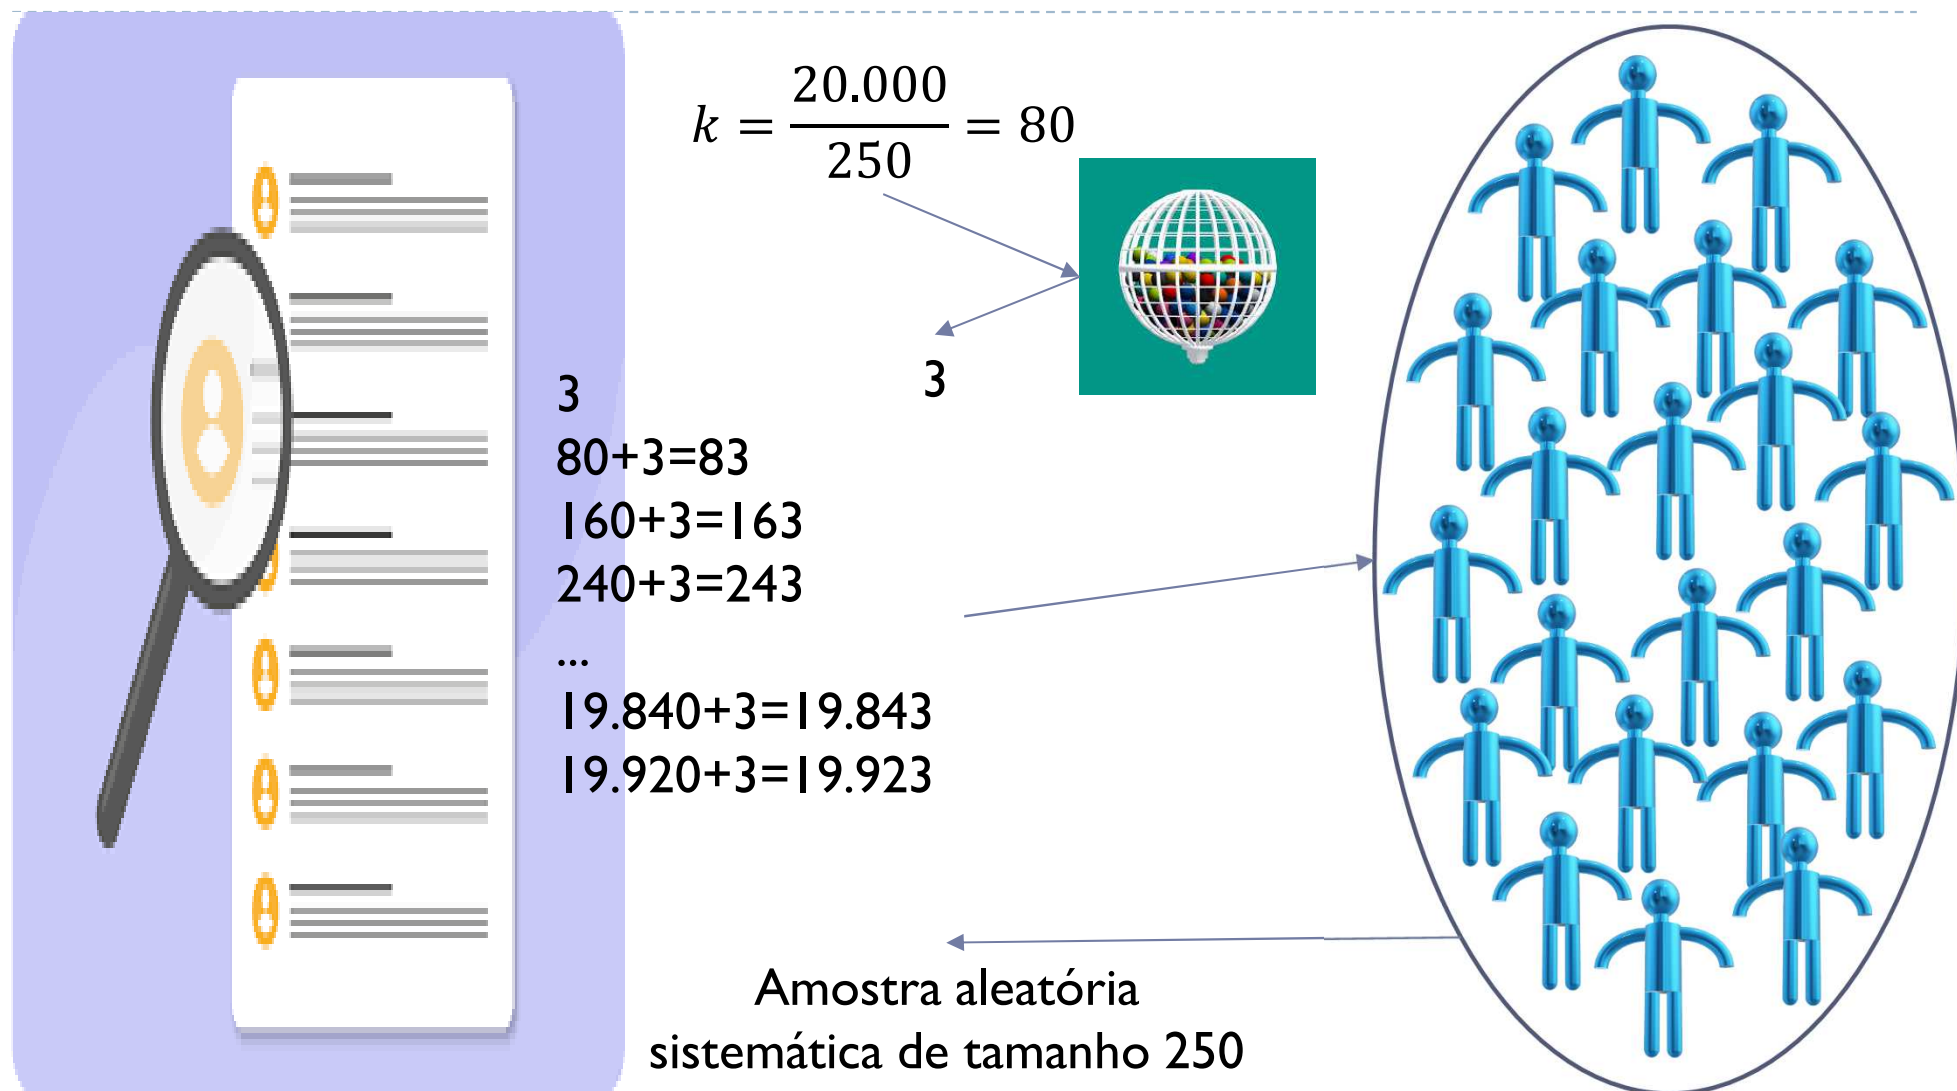 k = 20.000 / 250 = 80
3
3
80+3=83
160+3=163
240+3=243
...
19.840+3=19.843
19.920+3=19.923
Amostra aleatória
sistemática de tamanho 250